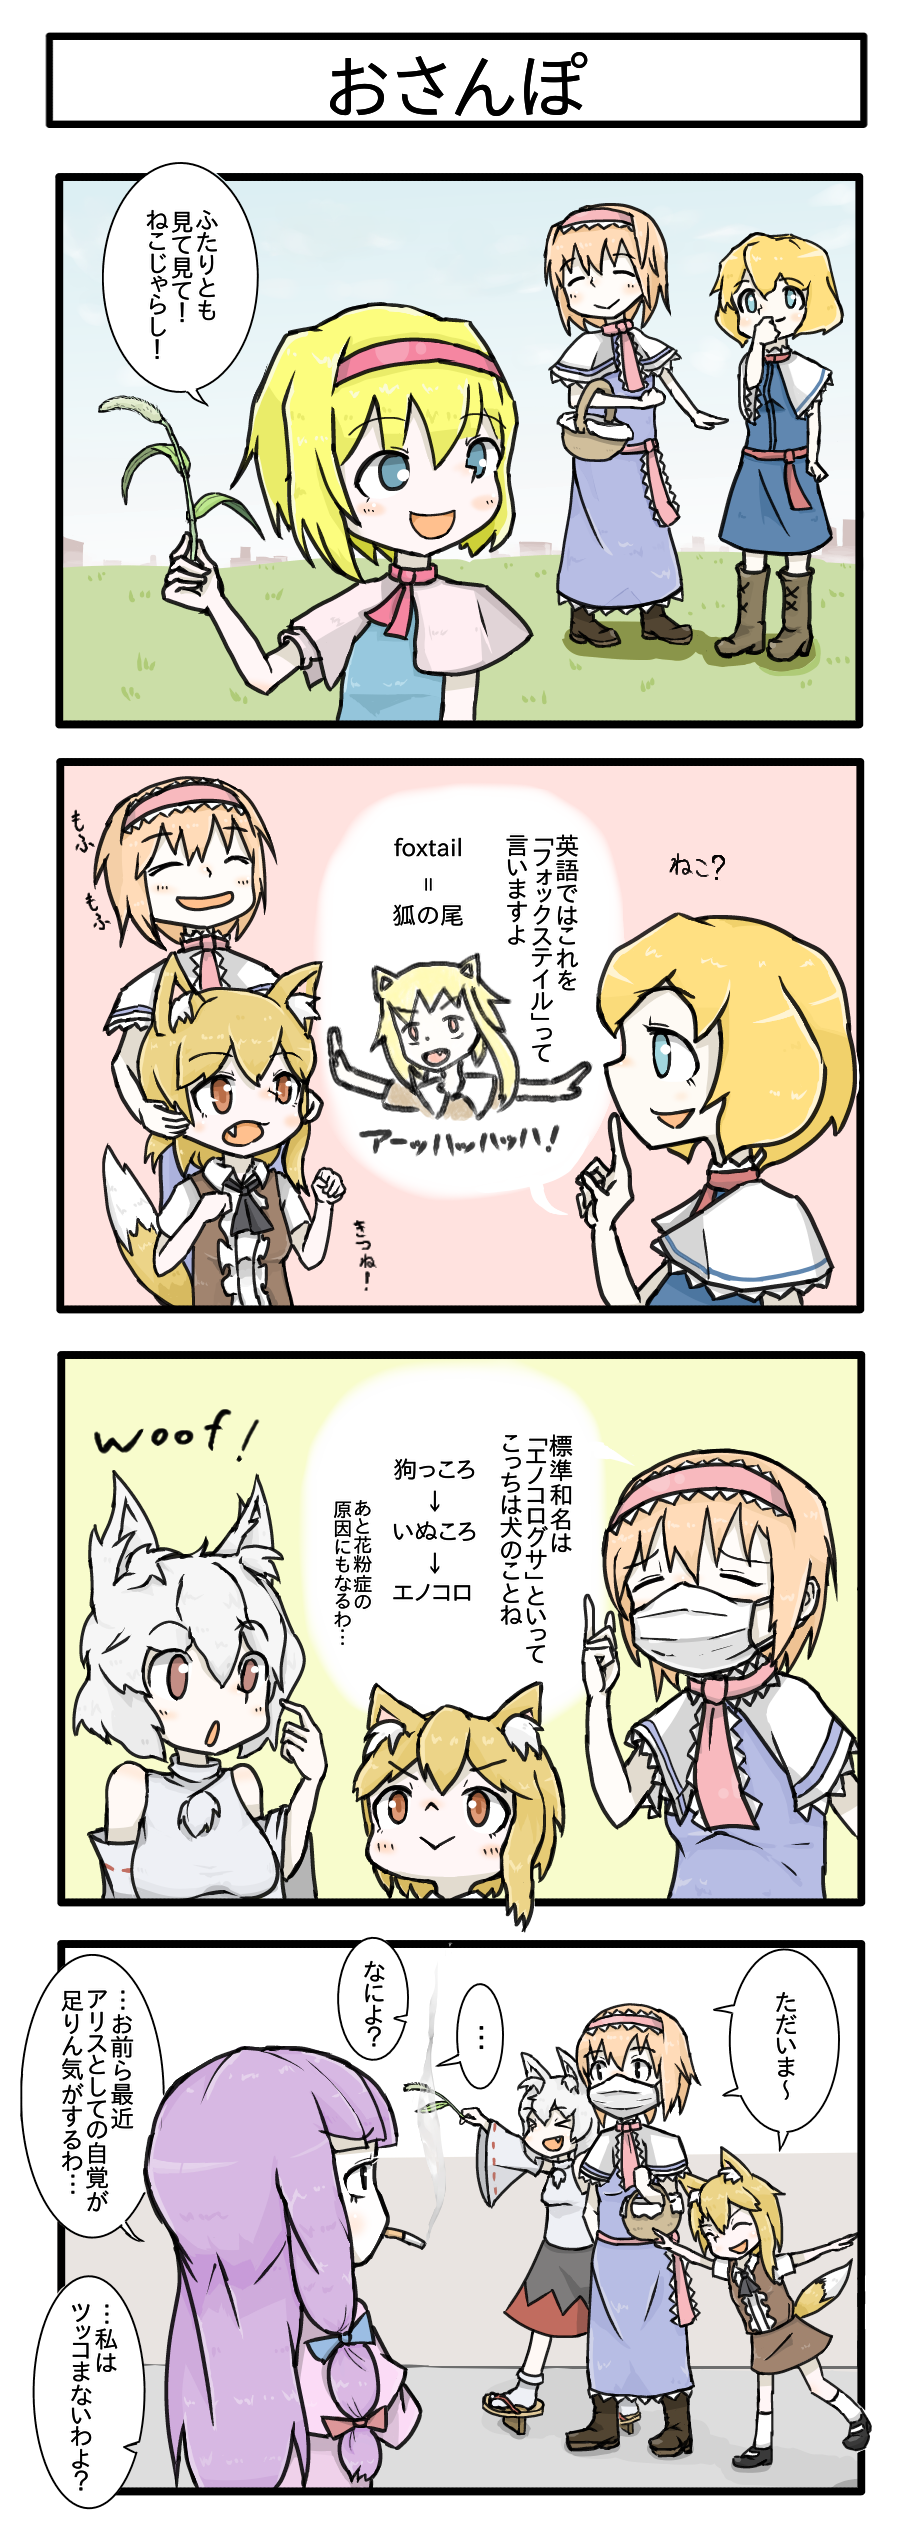 おさんぽ
ふたりとも
見て見て！
ねこじゃらし！
ねこ？
英語ではこれを
「フォックステイル」って
言いますよ
foxtail
=
狐の尾
アーッハッハッハ！
もふ
もふ
きつね！
標準和名は
「エノコログサ」といって
こっちは犬のことね
狗っころ
↓
いぬころ
↓
エノコロ
あと花粉症の
原因にもなるわ…
woof!
ただいま～
…
なによ？
…お前ら最近
アリスとしての自覚が
足りん気がするわ…
…私は
ツッコまないわよ？